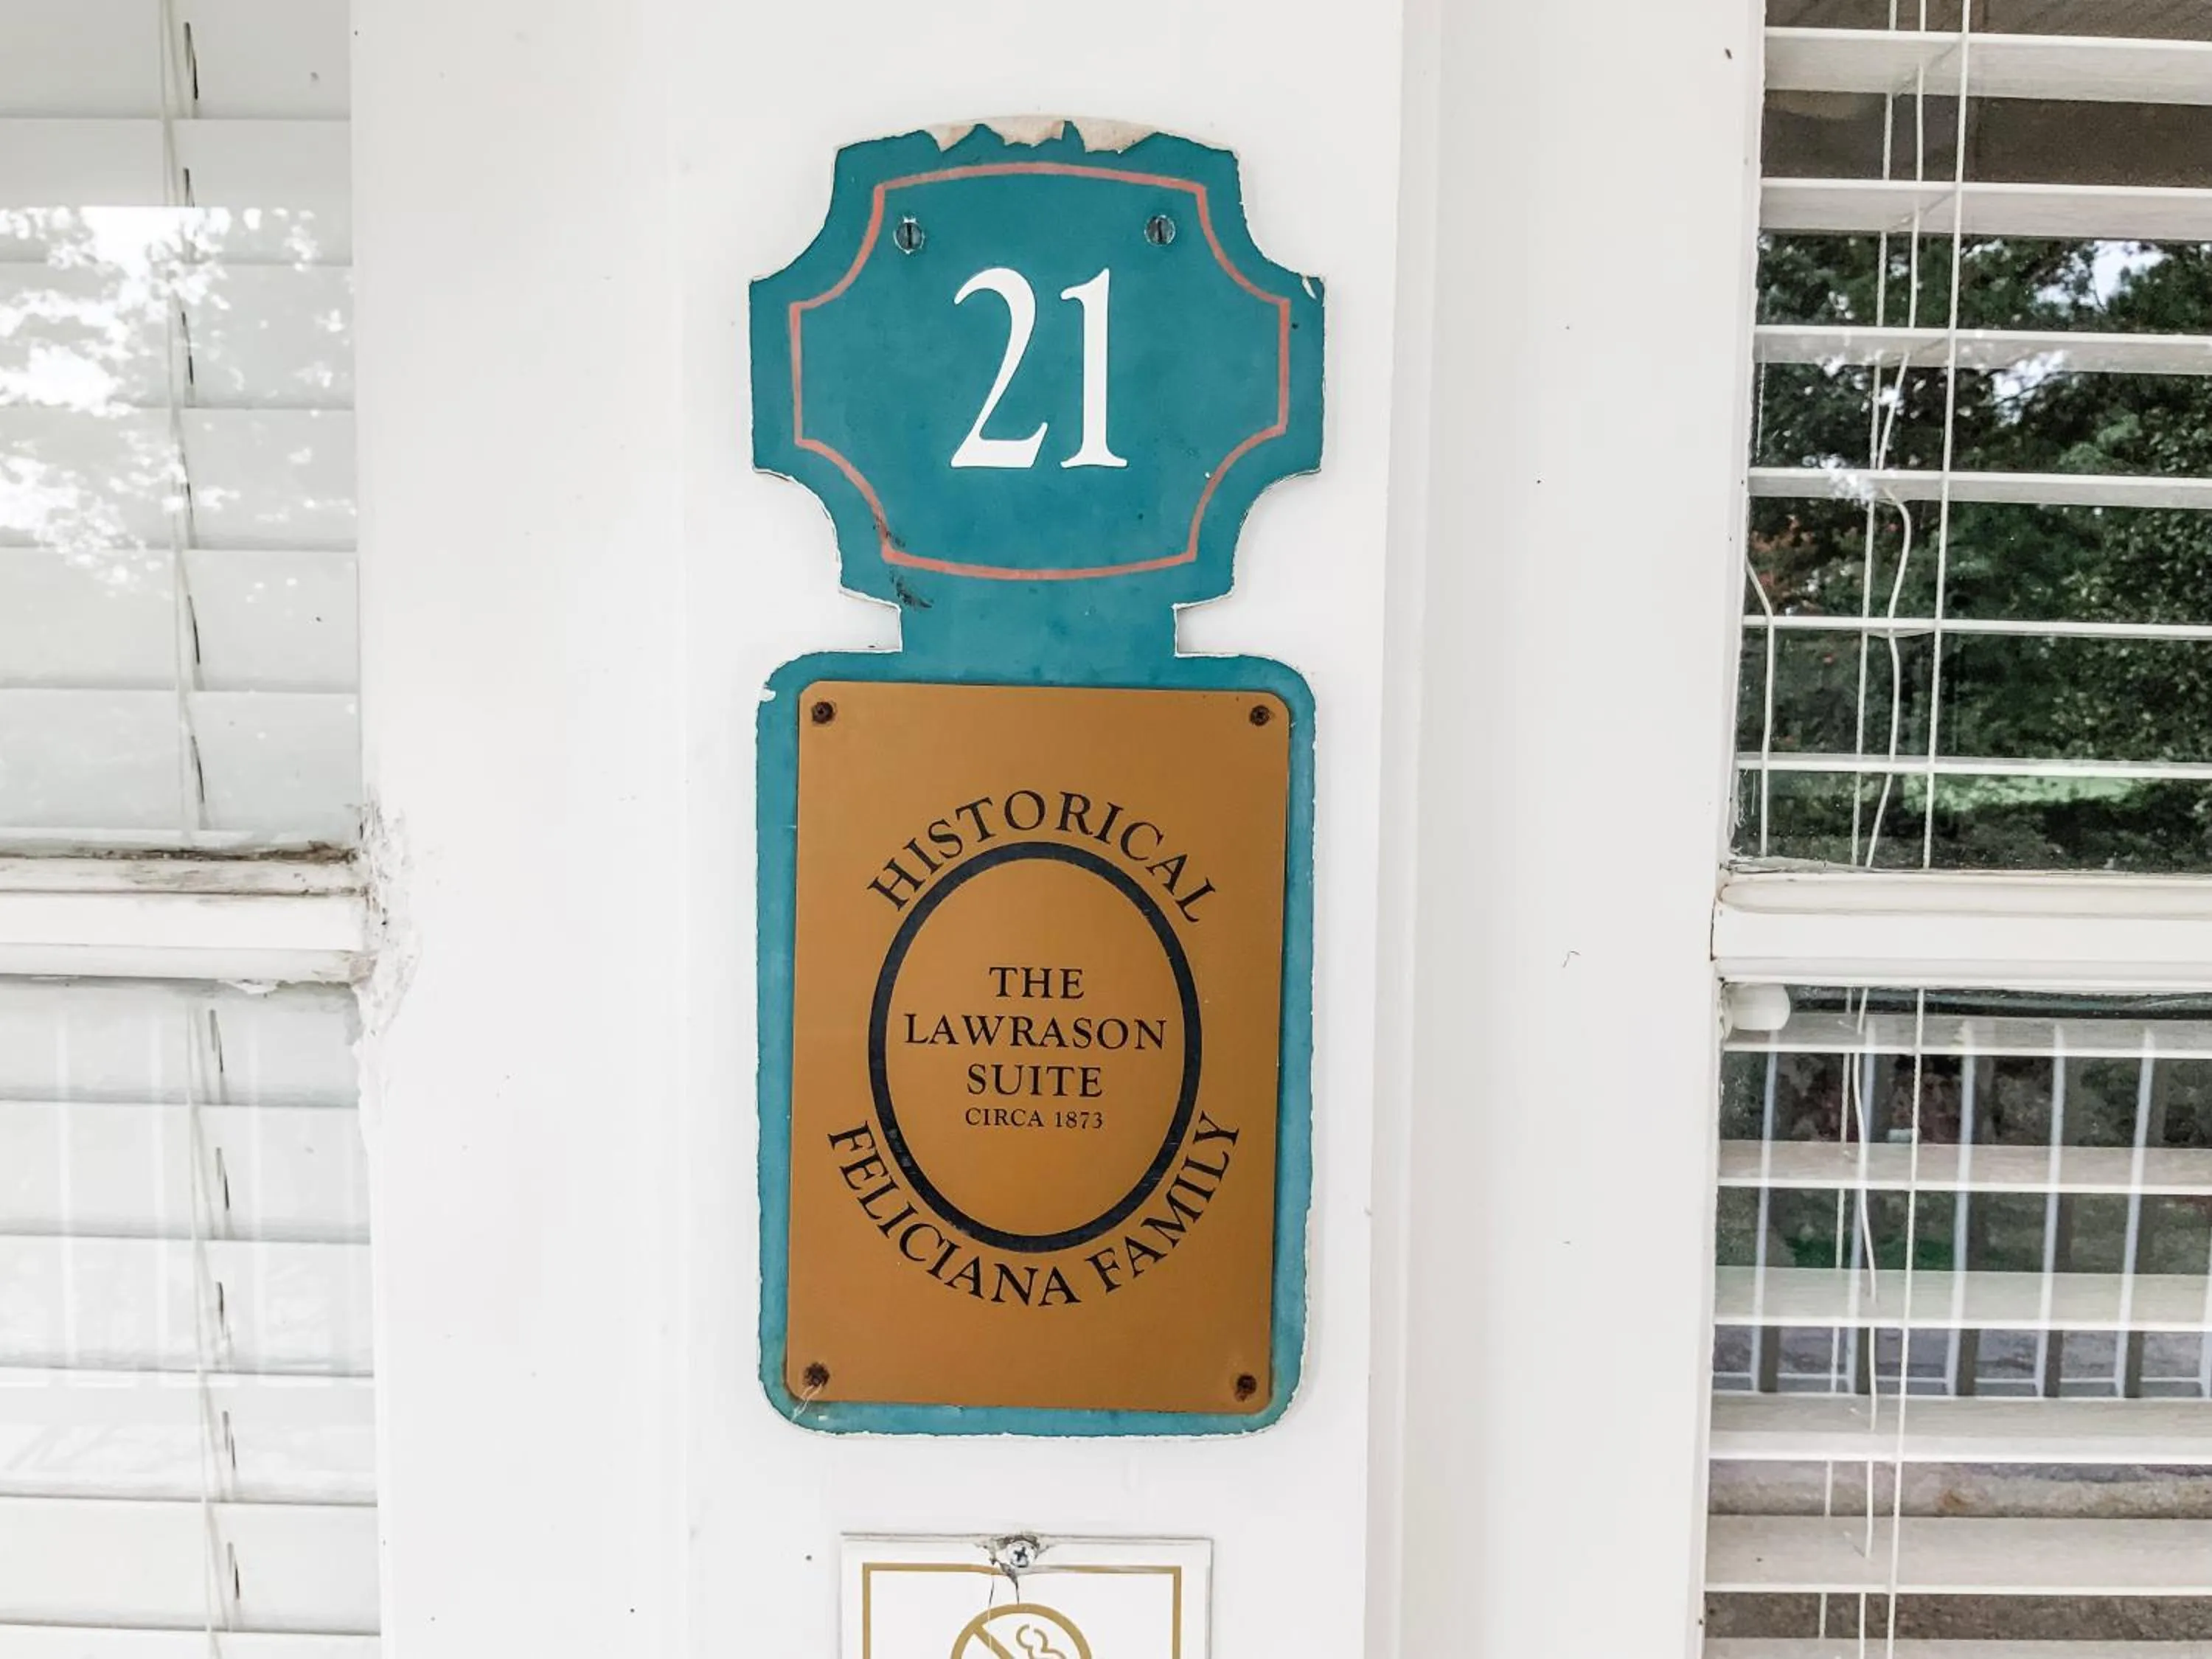 21
HISTORICAL
THE
LAWRASON
SUITE
CIRCA 1873
FELICIANA FAMILY